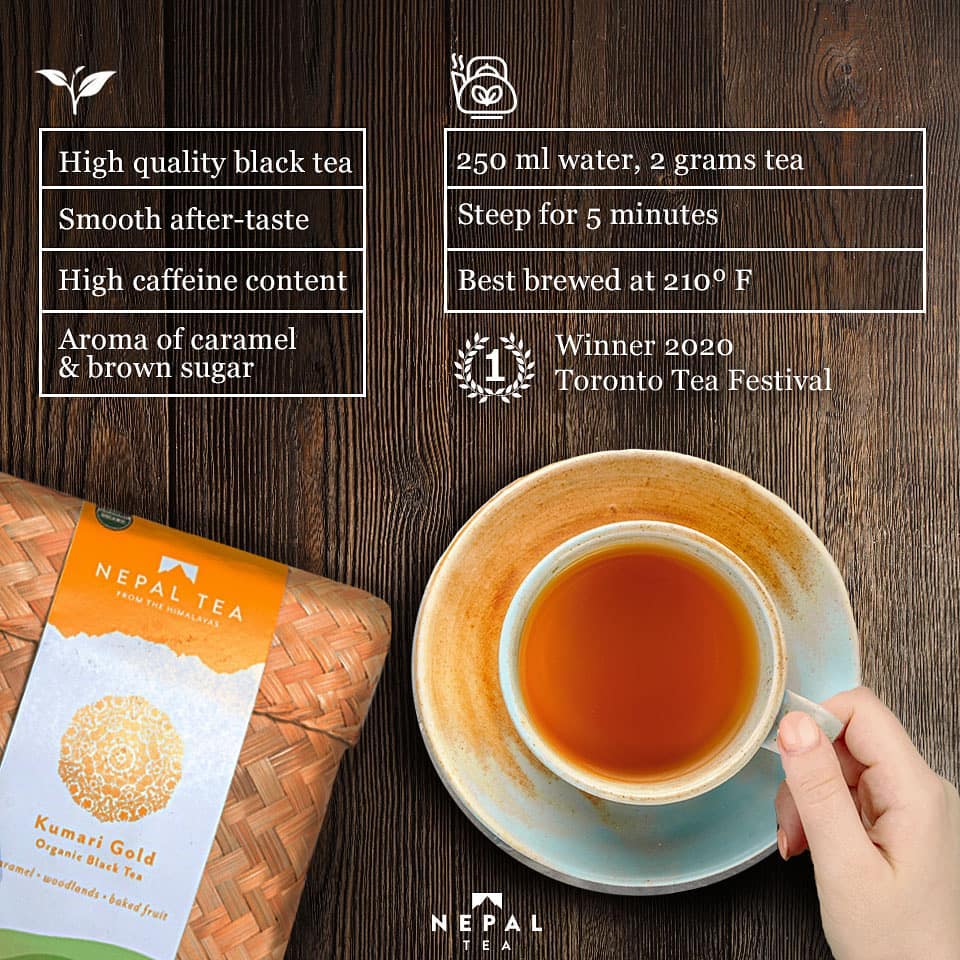 High quality black tea
Smooth after-taste
High caffeine content
Aroma of caramel
& brown sugar
250 ml water, 2 grams tea
Steep for 5 minutes
Best brewed at 210º F
1
Winner 2020
Toronto Tea Festival
NEPAL TEA
FROM THE HIMALAYAS
Kumari Gold
Organic Black Tea
woodlands • baked fruit
NEPAL
TEA